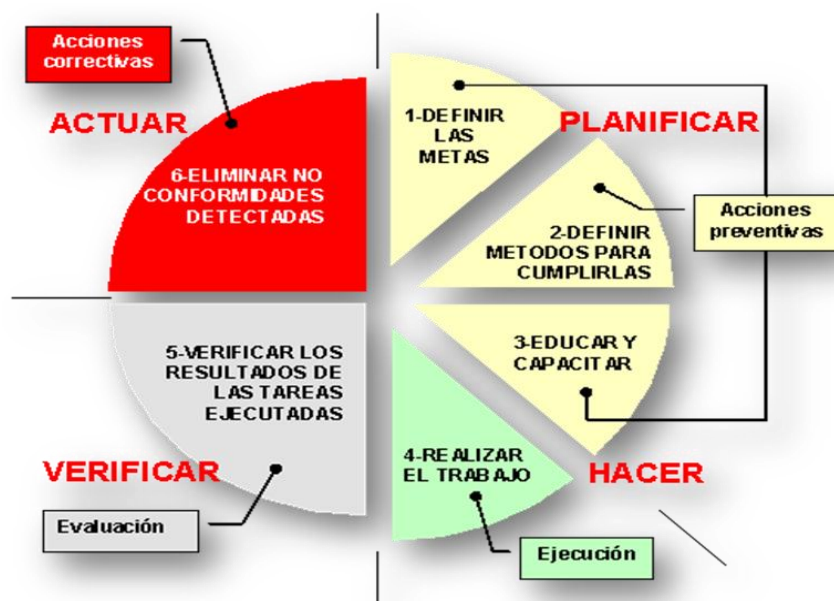 Acciones
correctivas
ACTUAR
6-ELIMINAR NO
CONFORMIDADES
DETECTADAS
1-DEFINIR
LAS
METAS
PLANIFICAR
2-DEFINIR
METODOS PARA
CUMPLIRLAS
Acciones
preventivas
3-EDUCAR Y
CAPACITAR
HACER
4-REALIZAR
EL TRABAJO
Ejecución
5-VERIFICAR LOS
RESULTADOS DE
LAS TAREAS
EJECUTADAS
VERIFICAR
Evaluación